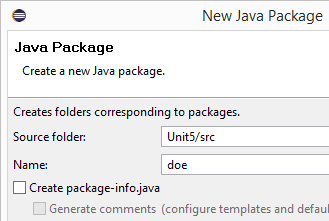 New Java Package
Java Package
Create a new Java package.
Creates folders corresponding to packages.
Source folder: Unit5/src
Name: doe
Create package-info.java
Generate comments (configure templates and